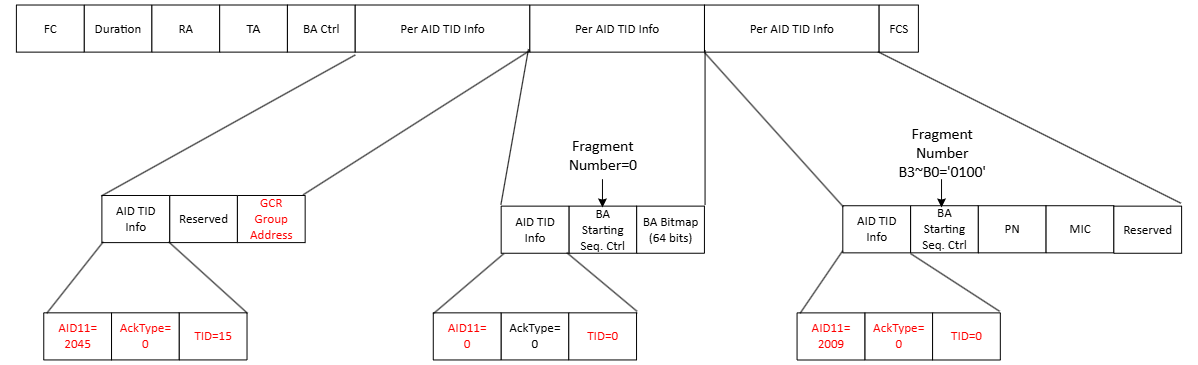 FC Duration RA TA BA Ctrl Per AID TID Info Per AID TID Info Per AID TID Info FCS
Fragment
Number=0
Fragment
Number
B3~B0='0100'
AID TID
Info
Reserved
GCR
Group
Address
AID TID
Info
BA
Starting
Seq. Ctrl
BA Bitmap
(64 bits)
AID TID
Info
BA
Starting
Seq. Ctrl
PN
MIC
Reserved
AID11=
2045
AckType=
0
TID=15
AID11=
0
AckType=
0
TID=0
AID11=
2009
AckType=
0
TID=0